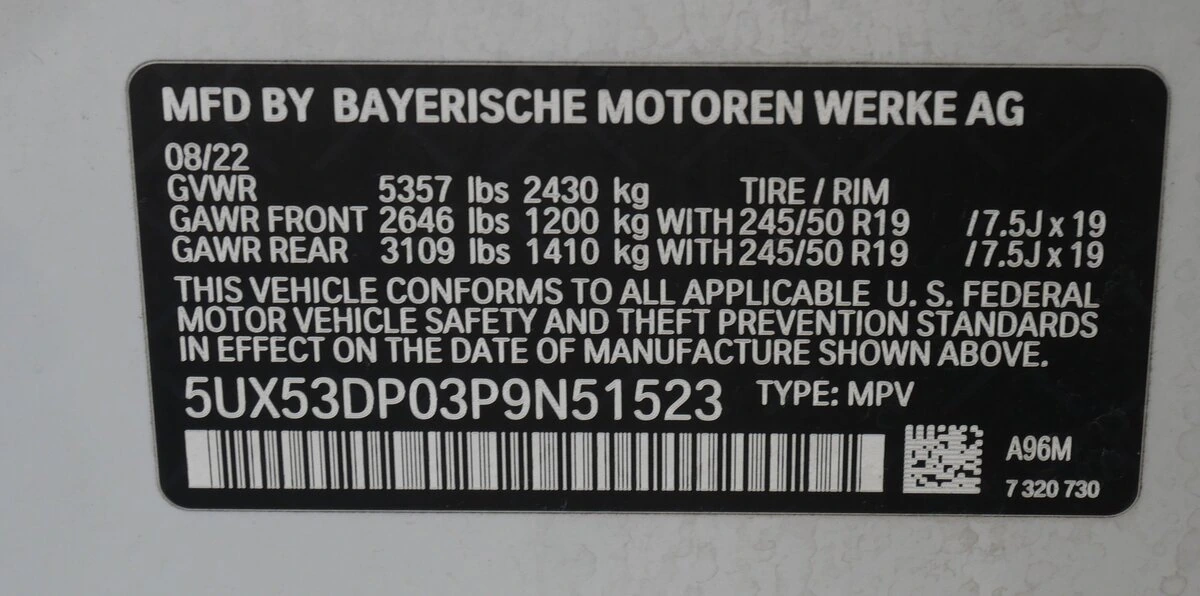 MFD BY BAYERISCHE MOTOREN WERKE AG
08/22
GVWR 5357 lbs 2430 kg TIRE / RIM
GAWR FRONT 2646 lbs 1200 kg WITH 245/50 R19 /7.5J x 19
GAWR REAR 3109 lbs 1410 kg WITH 245/50 R19 /7.5J x 19
THIS VEHICLE CONFORMS TO ALL APPLICABLE U. S. FEDERAL
MOTOR VEHICLE SAFETY AND THEFT PREVENTION STANDARDS
IN EFFECT ON THE DATE OF MANUFACTURE SHOWN ABOVE.
5UX53DP03P9N51523 TYPE: MPV
A96M
7 320 730